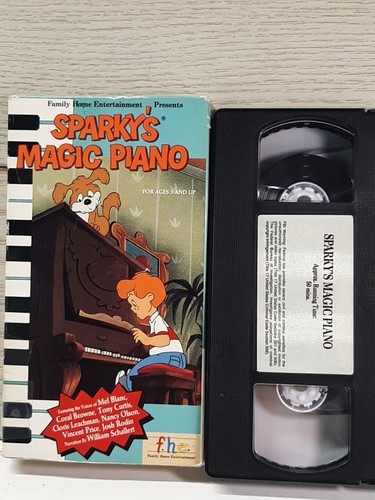 Family Home Entertainment Presents
SPARKY'S®
MAGIC PIANO
FOR AGES 3 AND UP
Featuring the Voices of Mel Blanc,
Coral Browne, Tony Curtis,
Cloris Leachman, Nancy Olson,
Vincent Price, Josh Rodin
Narration By William Schallert
f.h.e.
Family Home Entertainment
SPARKY'S MAGIC PIANO
Approx. Running Time:
50 mins.